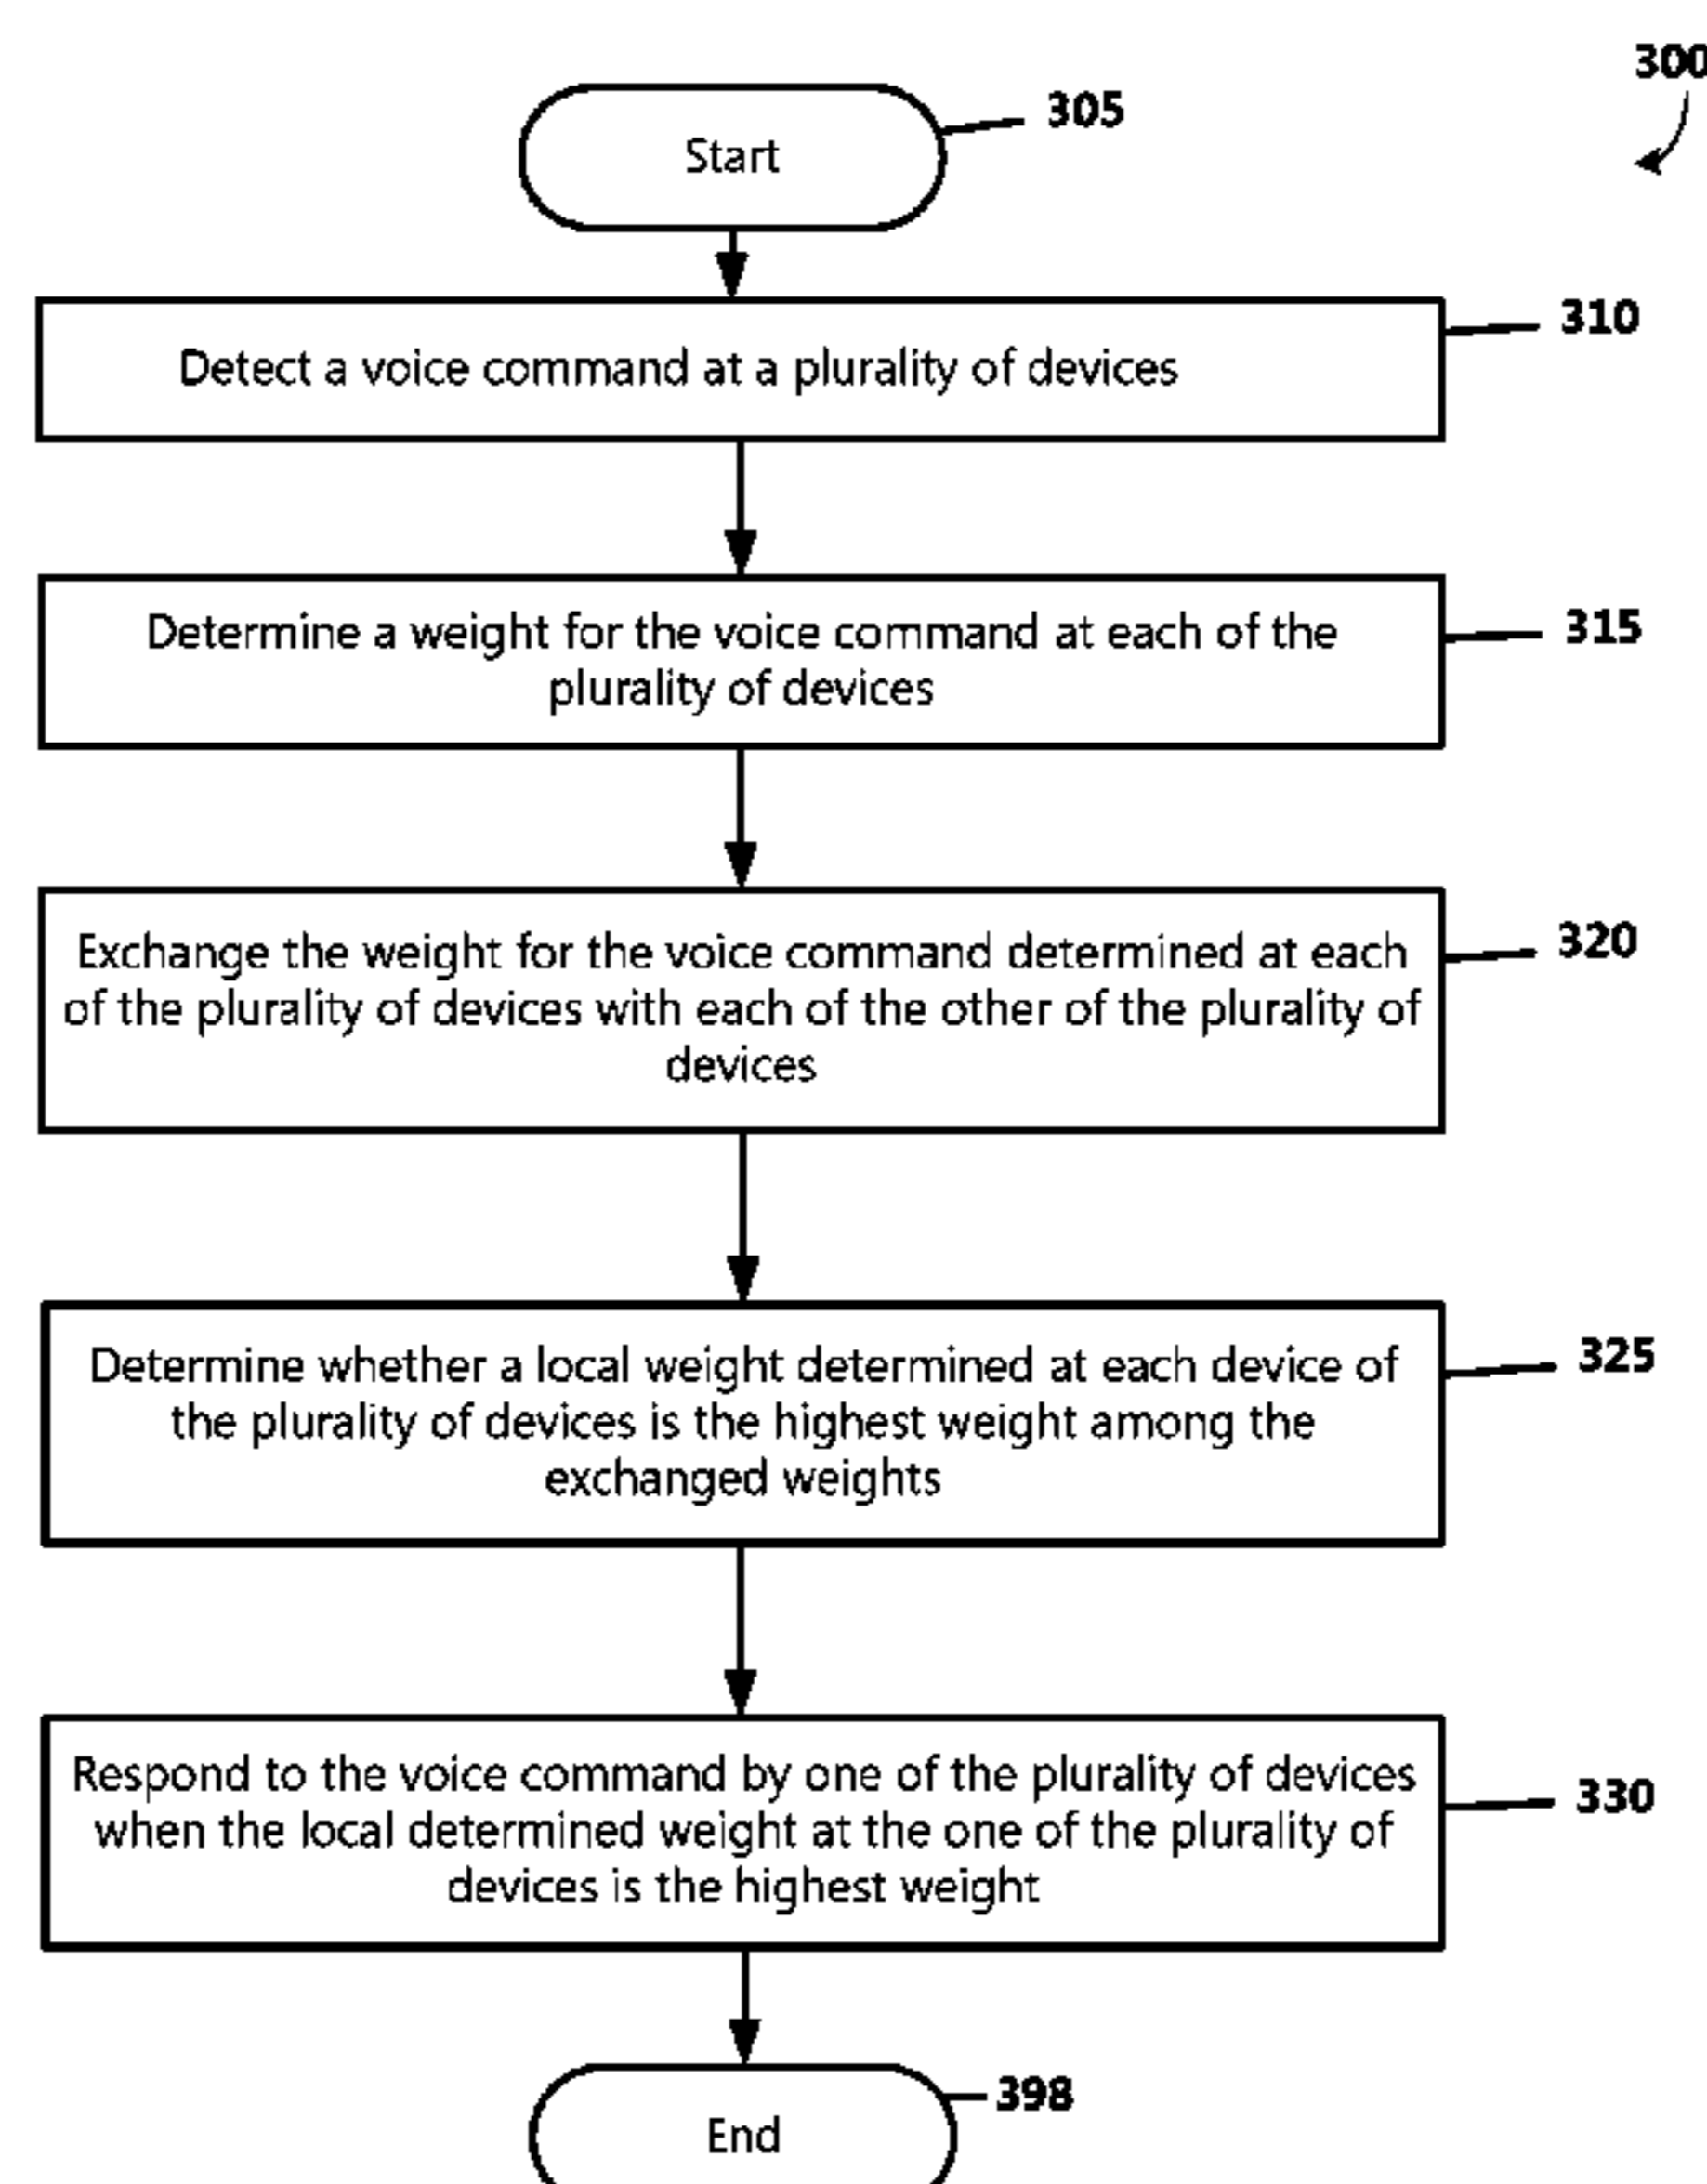 300
Start
305
Detect a voice command at a plurality of devices
310
Determine a weight for the voice command at each of the
plurality of devices
315
Exchange the weight for the voice command determined at each
of the plurality of devices with each of the other of the plurality of
devices
320
Determine whether a local weight determined at each device of
the plurality of devices is the highest weight among the
exchanged weights
325
Respond to the voice command by one of the plurality of devices
when the local determined weight at the one of the plurality of
devices is the highest weight
330
End
398